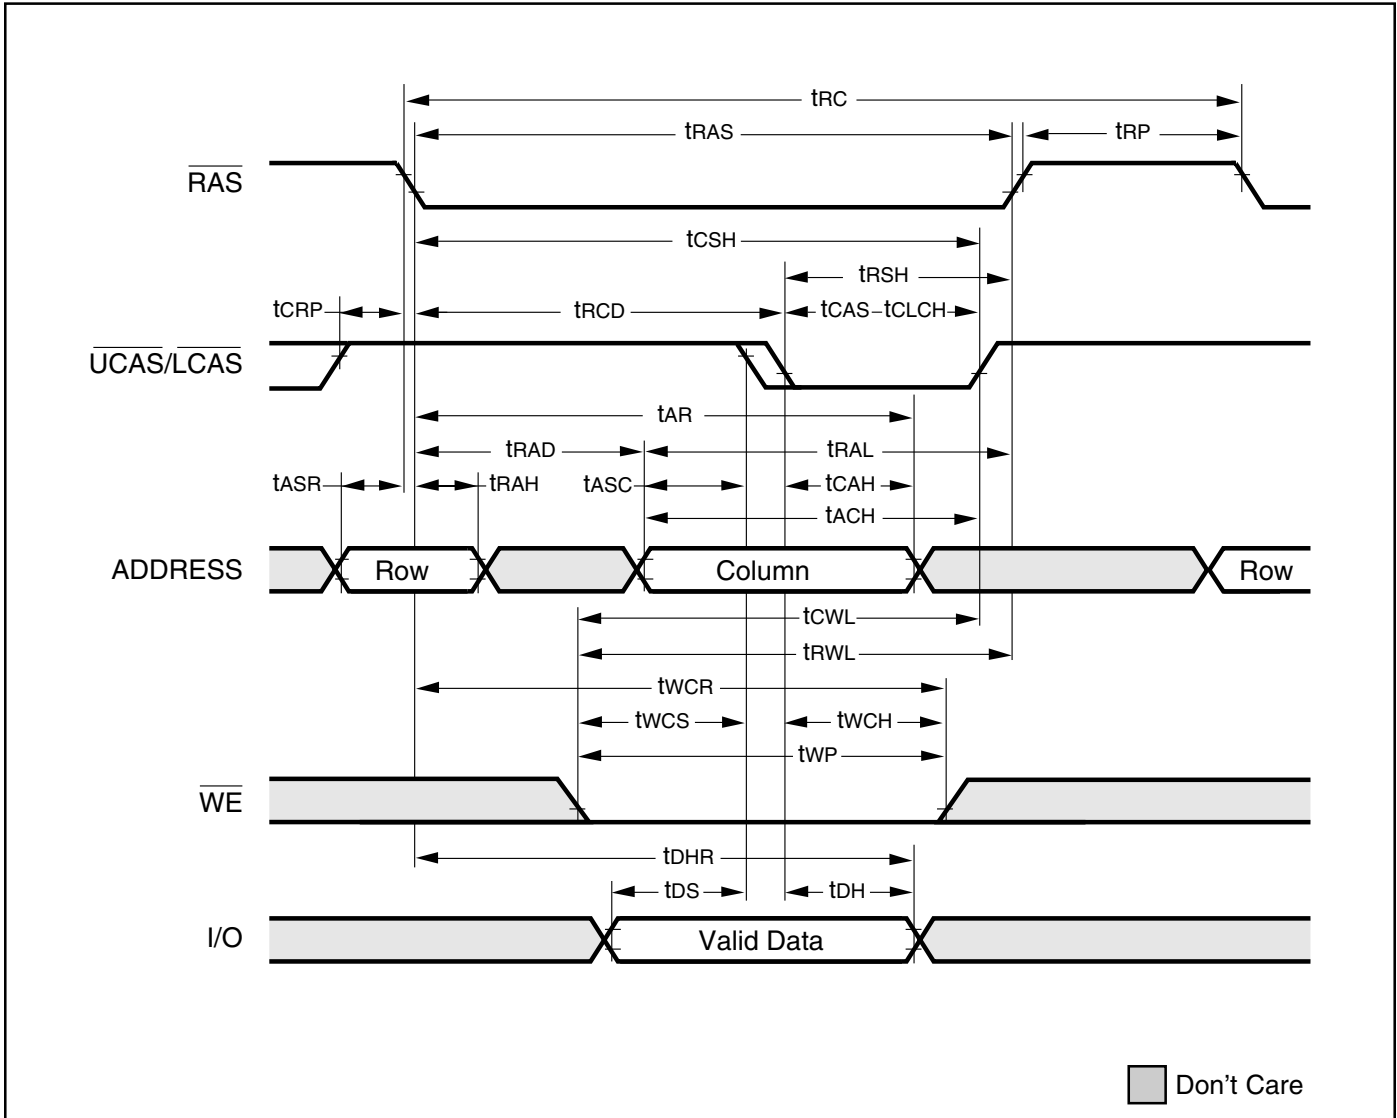 tRC
tRAS
tRP
RAS
tCSH
tRSH
tCRP
tRCD
tCAS–tCLCH
UCAS/LCAS
tAR
tRAD
tRAL
tASR
tRAH
tASC
tCAH
tACH
ADDRESS
Row
Column
Row
tCWL
tRWL
tWCR
tWCS
tWCH
tWP
WE
tDHR
tDS
tDH
I/O
Valid Data
Don't Care